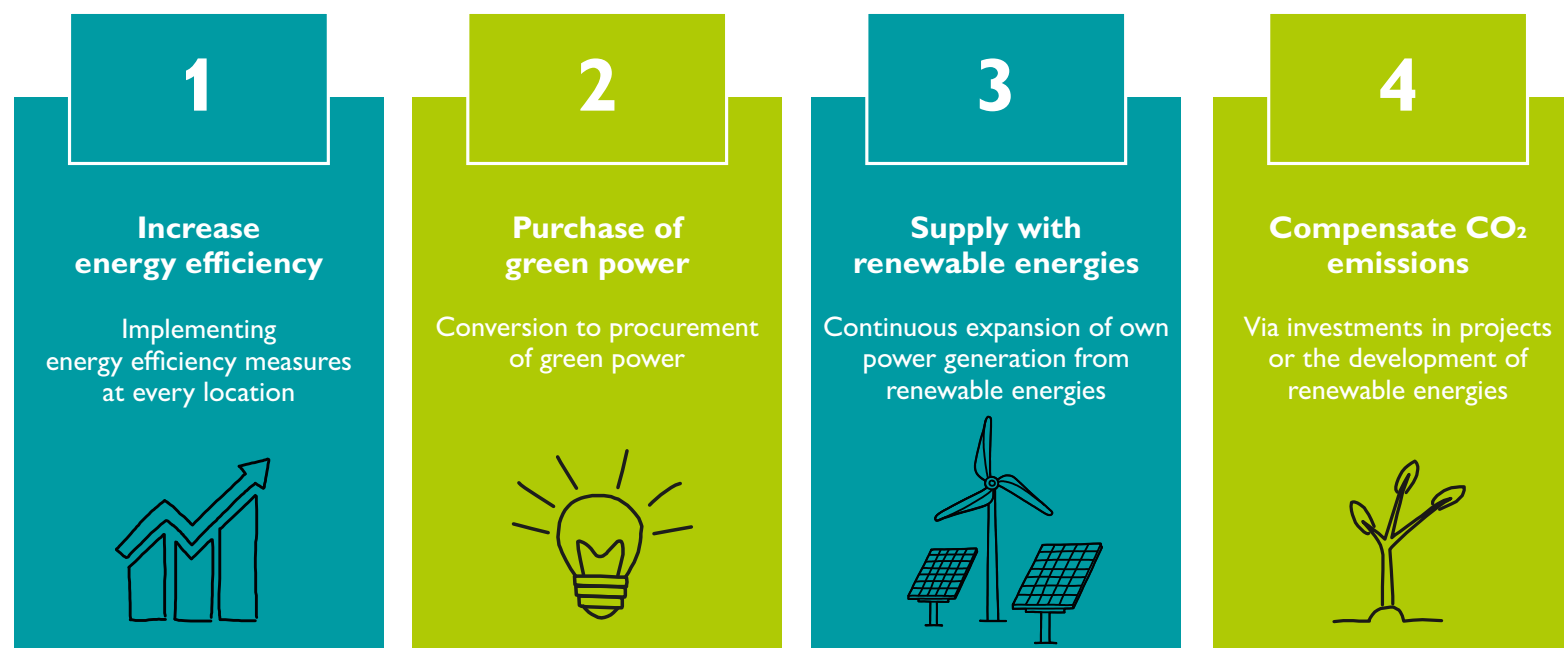 1
Increase
energy efficiency
Implementing
energy efficiency measures
at every location
2
Purchase of
green power
Conversion to procurement
of green power
3
Supply with
renewable energies
Continuous expansion of own
power generation from
renewable energies
4
Compensate CO₂
emissions
Via investments in projects
or the development of
renewable energies